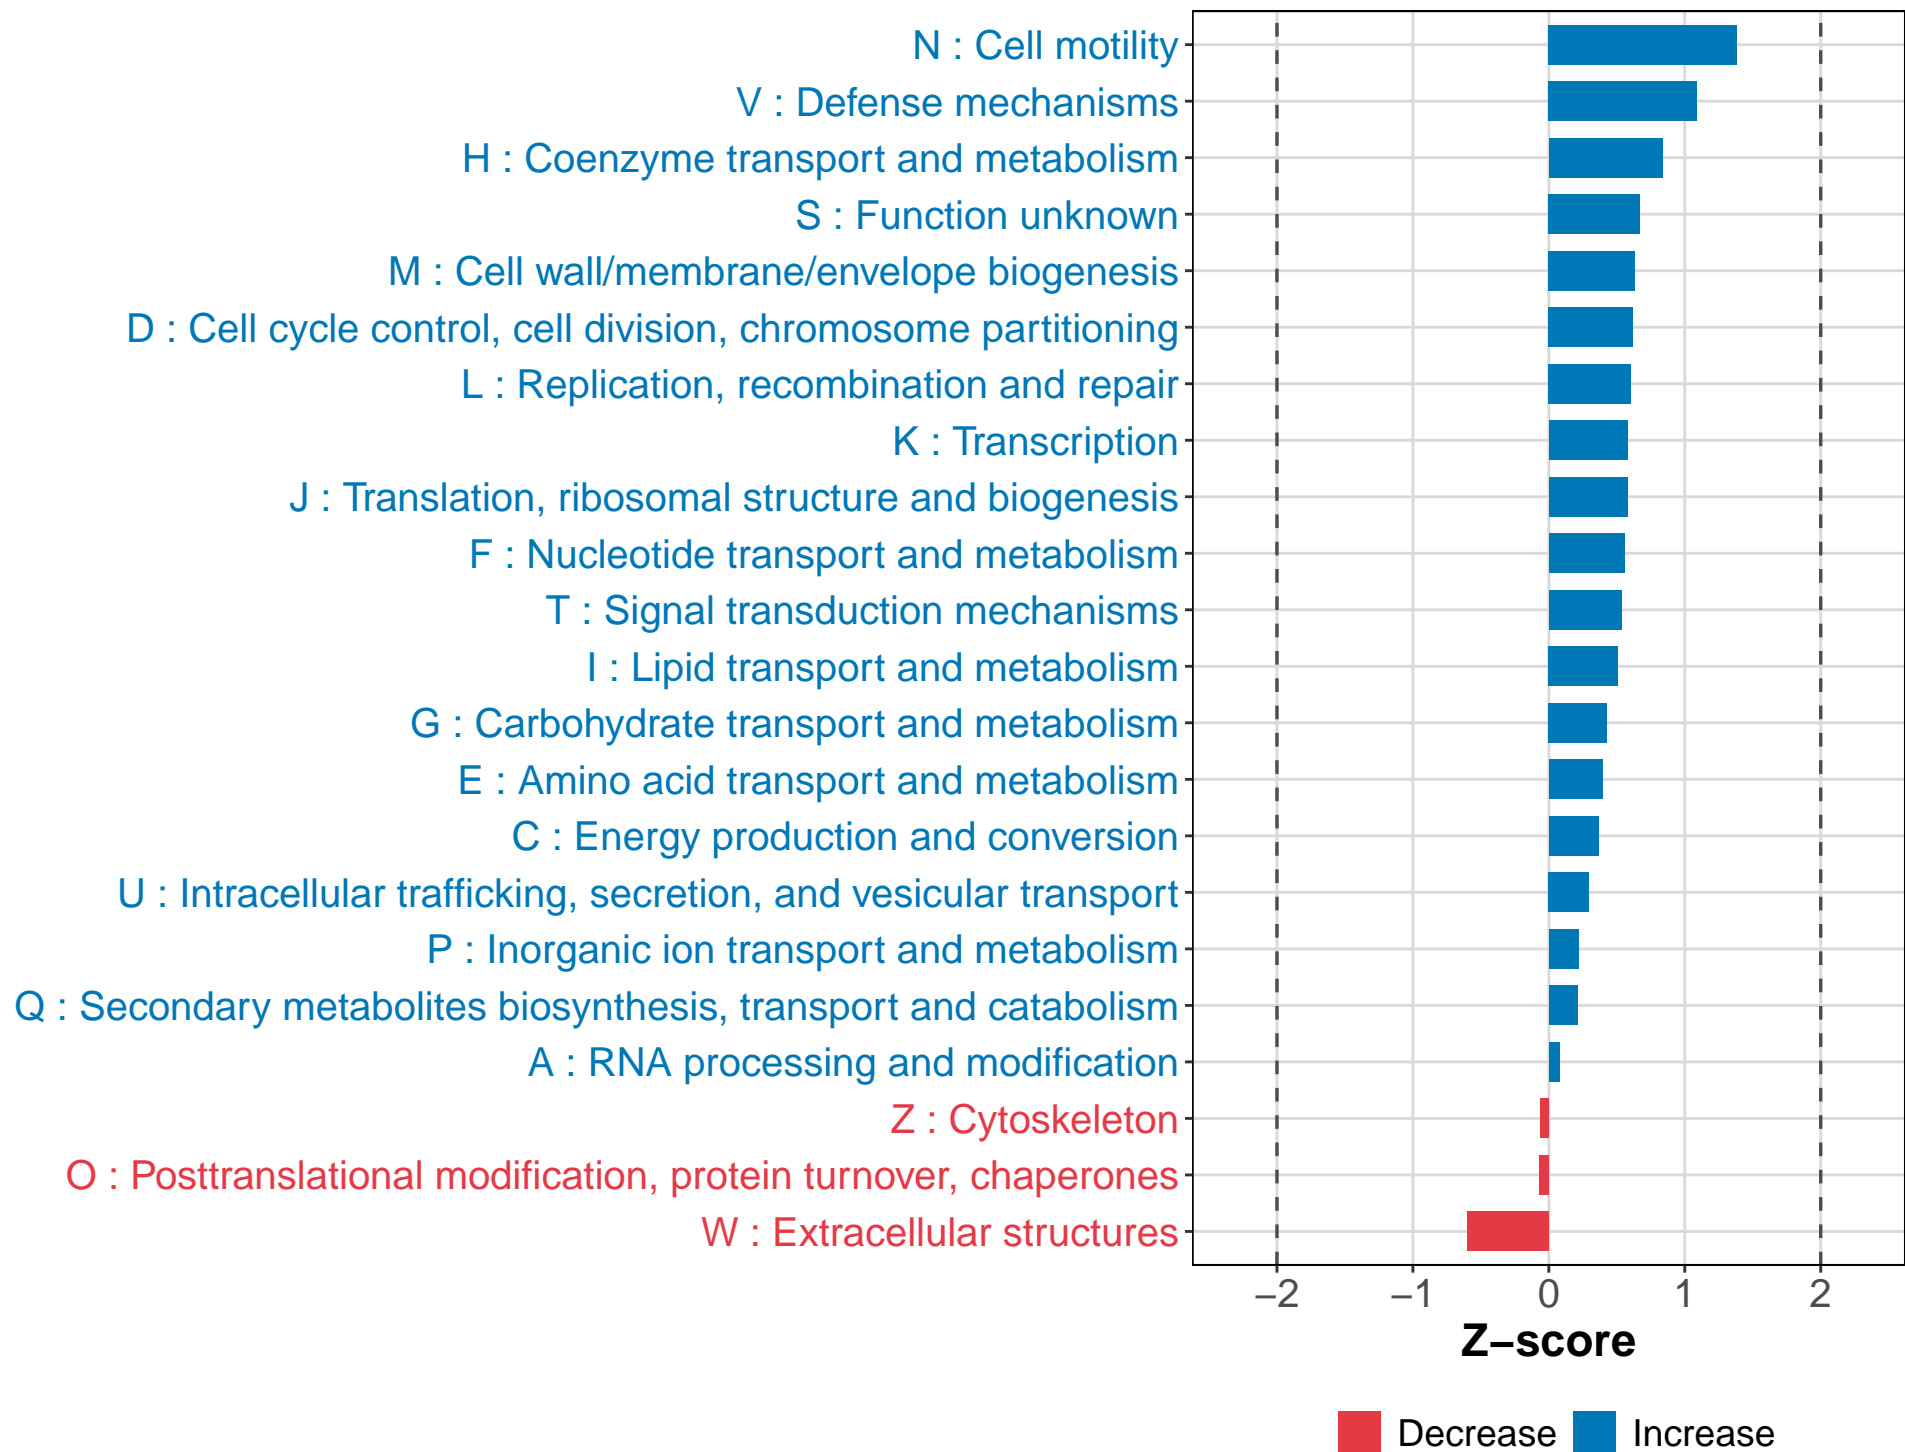 N : Cell motility
V : Defense mechanisms
H : Coenzyme transport and metabolism
S : Function unknown
M : Cell wall/membrane/envelope biogenesis
D : Cell cycle control, cell division, chromosome partitioning
L : Replication, recombination and repair
K : Transcription
J : Translation, ribosomal structure and biogenesis
F : Nucleotide transport and metabolism
T : Signal transduction mechanisms
I : Lipid transport and metabolism
G : Carbohydrate transport and metabolism
E : Amino acid transport and metabolism
C : Energy production and conversion
U : Intracellular trafficking, secretion, and vesicular transport
P : Inorganic ion transport and metabolism
Q : Secondary metabolites biosynthesis, transport and catabolism
A : RNA processing and modification
Z : Cytoskeleton
O : Posttranslational modification, protein turnover, chaperones
W : Extracellular structures
−2 −1 0 1 2
Z−score
Decrease Increase